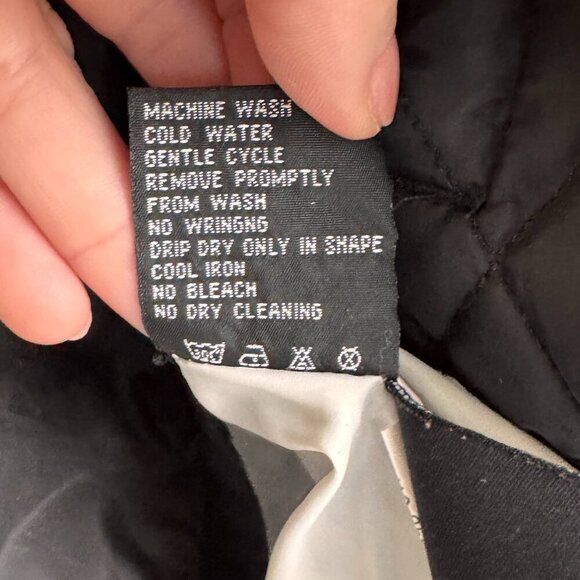 MACHINE WASH
COLD WATER
GENTLE CYCLE
REMOVE PROMPTLY
FROM WASH
NO WRINGNG
DRIP DRY ONLY IN SHAPE
COOL IRON
NO BLEACH
NO DRY CLEANING
30°